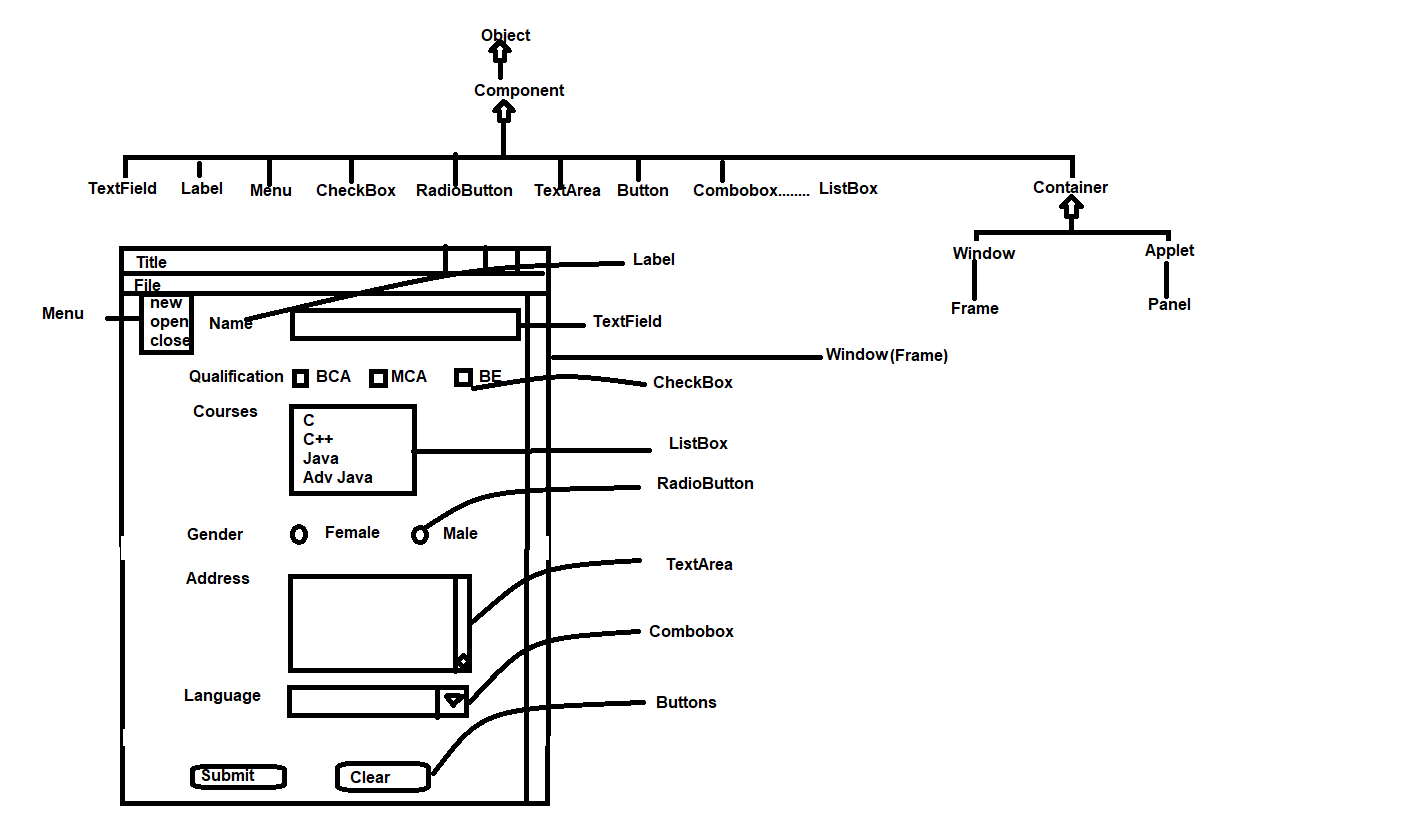 Object
Component
TextField Label Menu CheckBox RadioButton TextArea Button Combobox........ ListBox Container
Window Applet
Frame Panel
Title
Label
File
Menu
new
open
close
Name
TextField
Window (Frame)
Qualification BCA MCA BE
CheckBox
Courses
C
C++
Java
Adv Java
ListBox
RadioButton
Gender Female Male
TextArea
Address
Combobox
Language
Buttons
Submit Clear